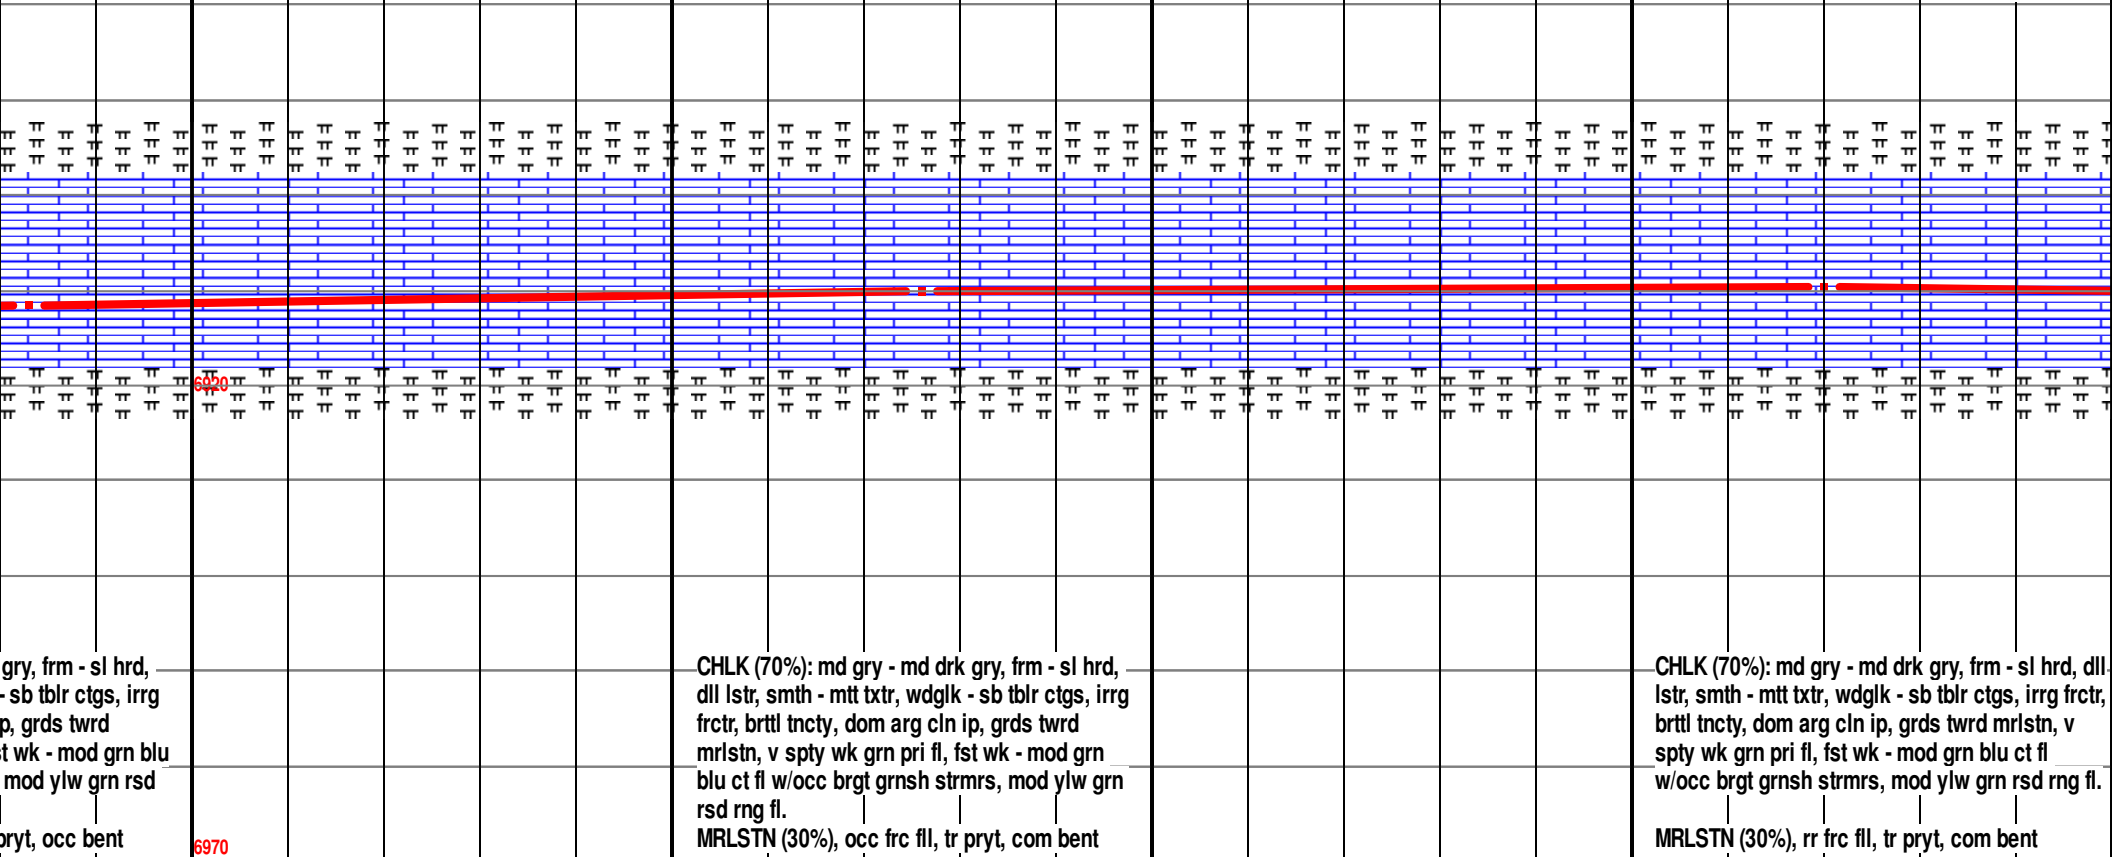 6920
gry, frm - sl hrd,
- sb tblr ctgs, irrg
p, grds twrd
st wk - mod grn blu
mod ylw grn rsd
pryt, occ bent
6970
CHLK (70%): md gry - md drk gry, frm - sl hrd,
dll lstr, smth - mtt txtr, wdglk - sb tblr ctgs, irrg
frctr, brttl tncty, dom arg cln ip, grds twrd
mrlstn, v spty wk grn pri fl, fst wk - mod grn
blu ct fl w/occ brgt grnsh strmrs, mod ylw grn
rsd rng fl.
MRLSTN (30%), occ frc fll, tr pryt, com bent
CHLK (70%): md gry - md drk gry, frm - sl hrd, dll
lstr, smth - mtt txtr, wdglk - sb tblr ctgs, irrg frctr,
brttl tncty, dom arg cln ip, grds twrd mrlstn, v
spty wk grn pri fl, fst wk - mod grn blu ct fl
w/occ brgt grnsh strmrs, mod ylw grn rsd rng fl.
MRLSTN (30%), rr frc fll, tr pryt, com bent